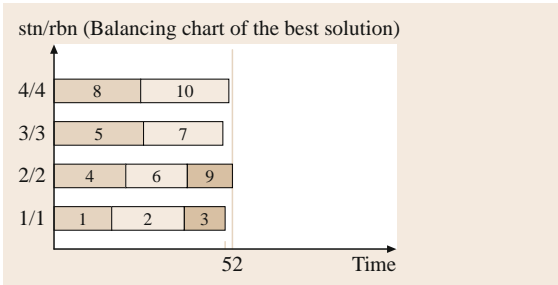 stn/rbn (Balancing chart of the best solution)
4/4 8 10
3/3 5 7
2/2 4 6 9
1/1 1 2 3
52 Time